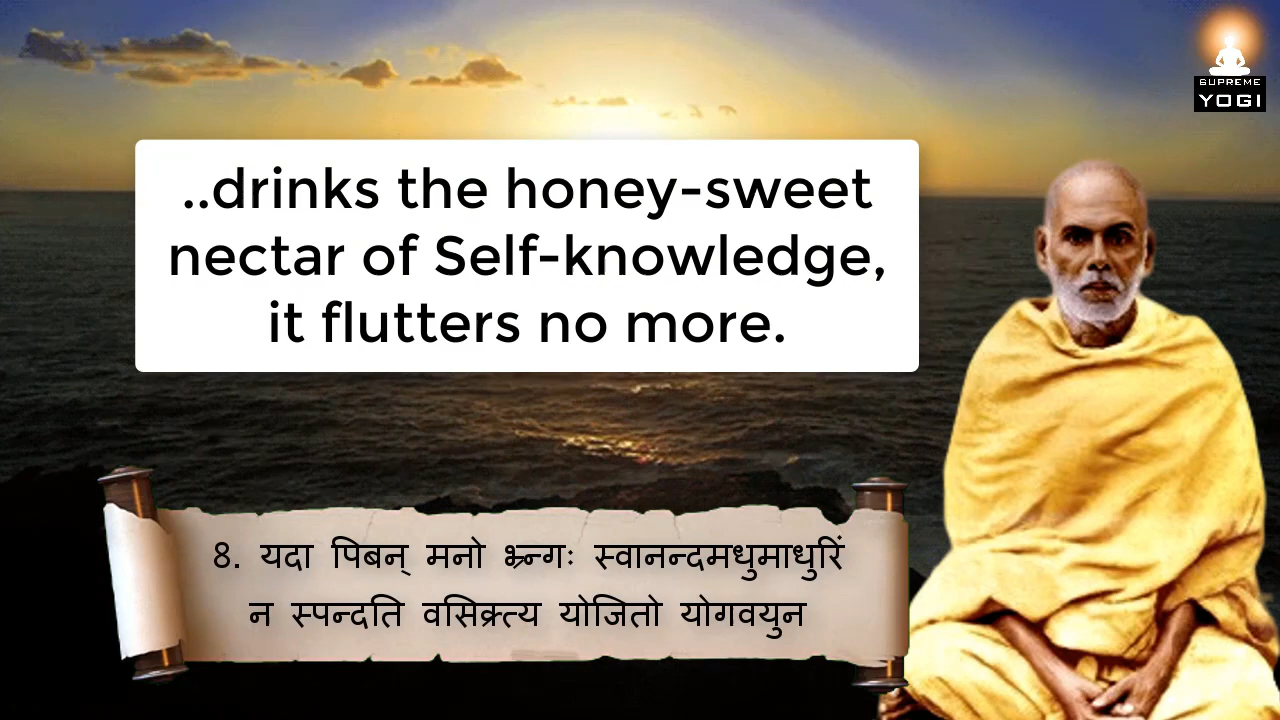 SUPREME
YOGI
..drinks the honey-sweet
nectar of Self-knowledge,
it flutters no more.
8. यदा पिबन् मनो भ्र्न्गः स्वानन्दमधुमाधुरिं
न स्पन्दति वसिक्र्त्य योजितो योगवयुन